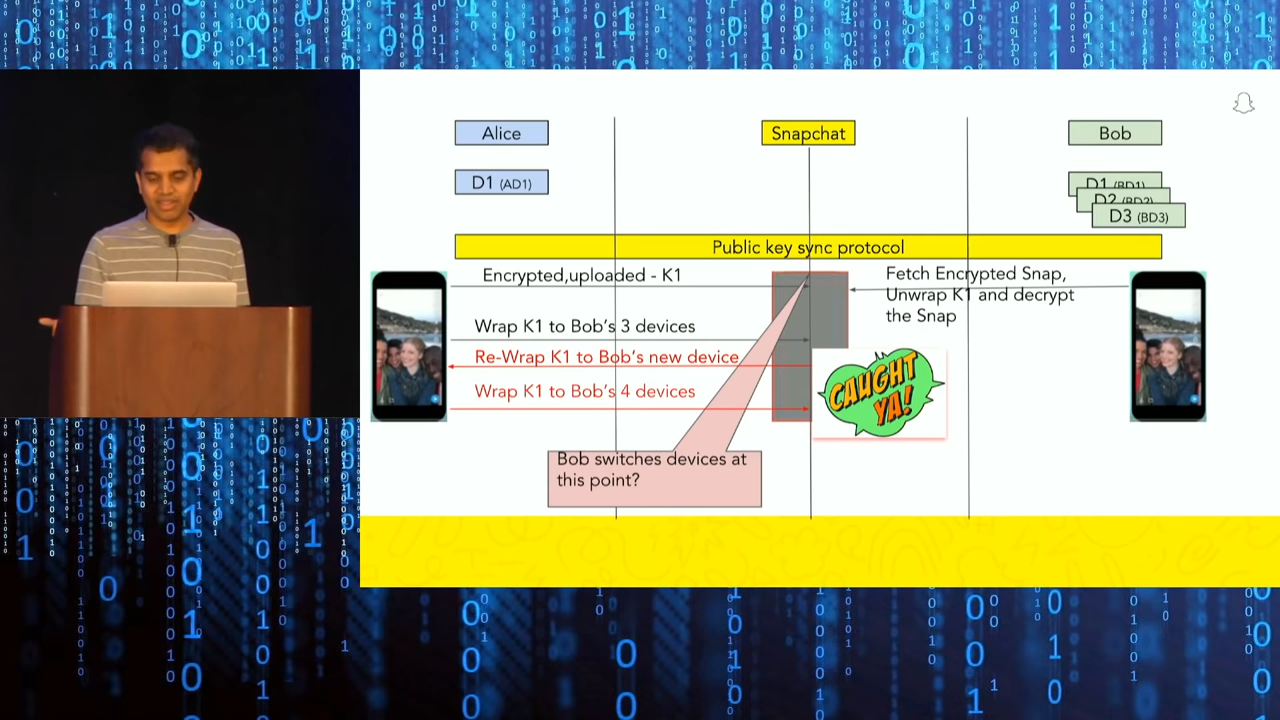 Alice
Snapchat
Bob
D1 (AD1)
D1 (BD1)
D2 (BD2)
D3 (BD3)
Public key sync protocol
Encrypted,uploaded - K1
Fetch Encrypted Snap,
Unwrap K1 and decrypt
the Snap
Wrap K1 to Bob's 3 devices
Re-Wrap K1 to Bob's new device
Wrap K1 to Bob's 4 devices
CAUGHT
YA!
Bob switches devices at
this point?